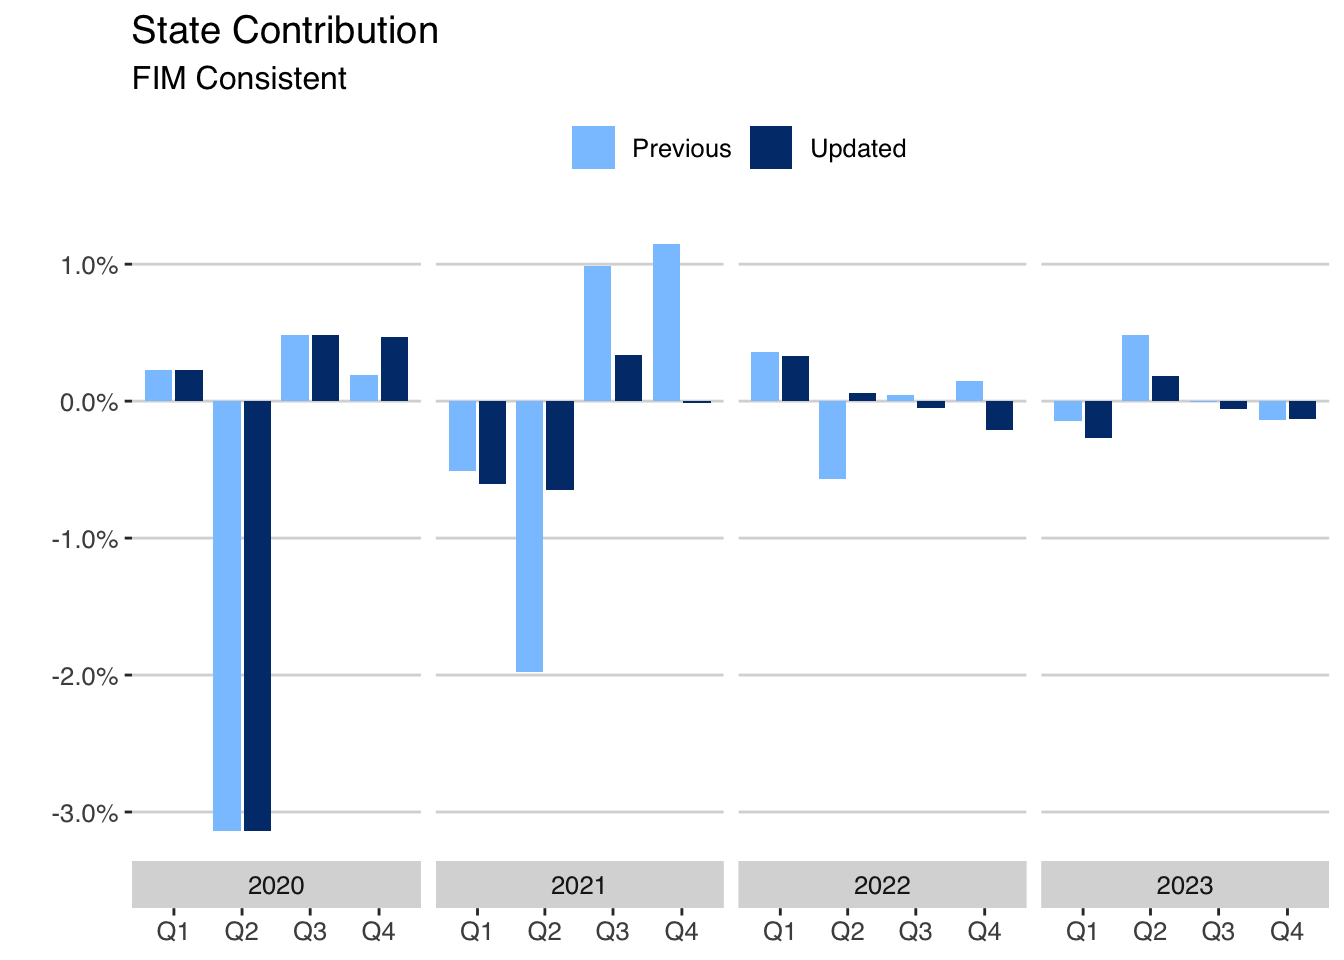 State Contribution
FIM Consistent
Previous Updated
1.0%
0.0%
-1.0%
-2.0%
-3.0%
2020 2021 2022 2023
Q1 Q2 Q3 Q4 Q1 Q2 Q3 Q4 Q1 Q2 Q3 Q4 Q1 Q2 Q3 Q4